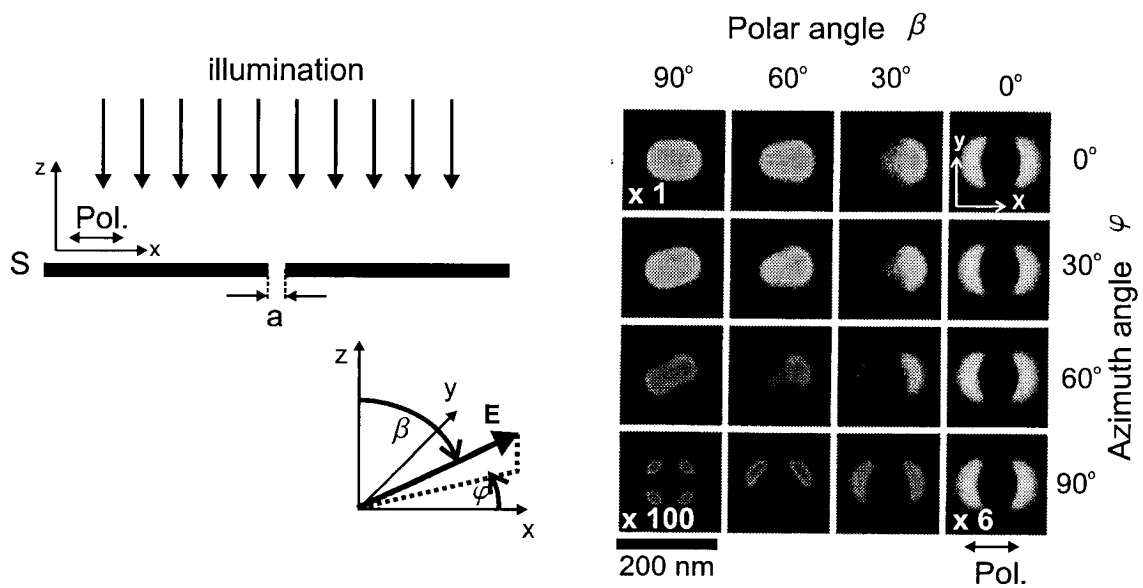 illumination
z
Pol.
x
S
a
z
y
E
β
φ
x
Polar angle β
90° 60° 30° 0°
y
x
x 1
0°
30°
60°
90°
Azimuth angle φ
x 100
x 6
200 nm
Pol.